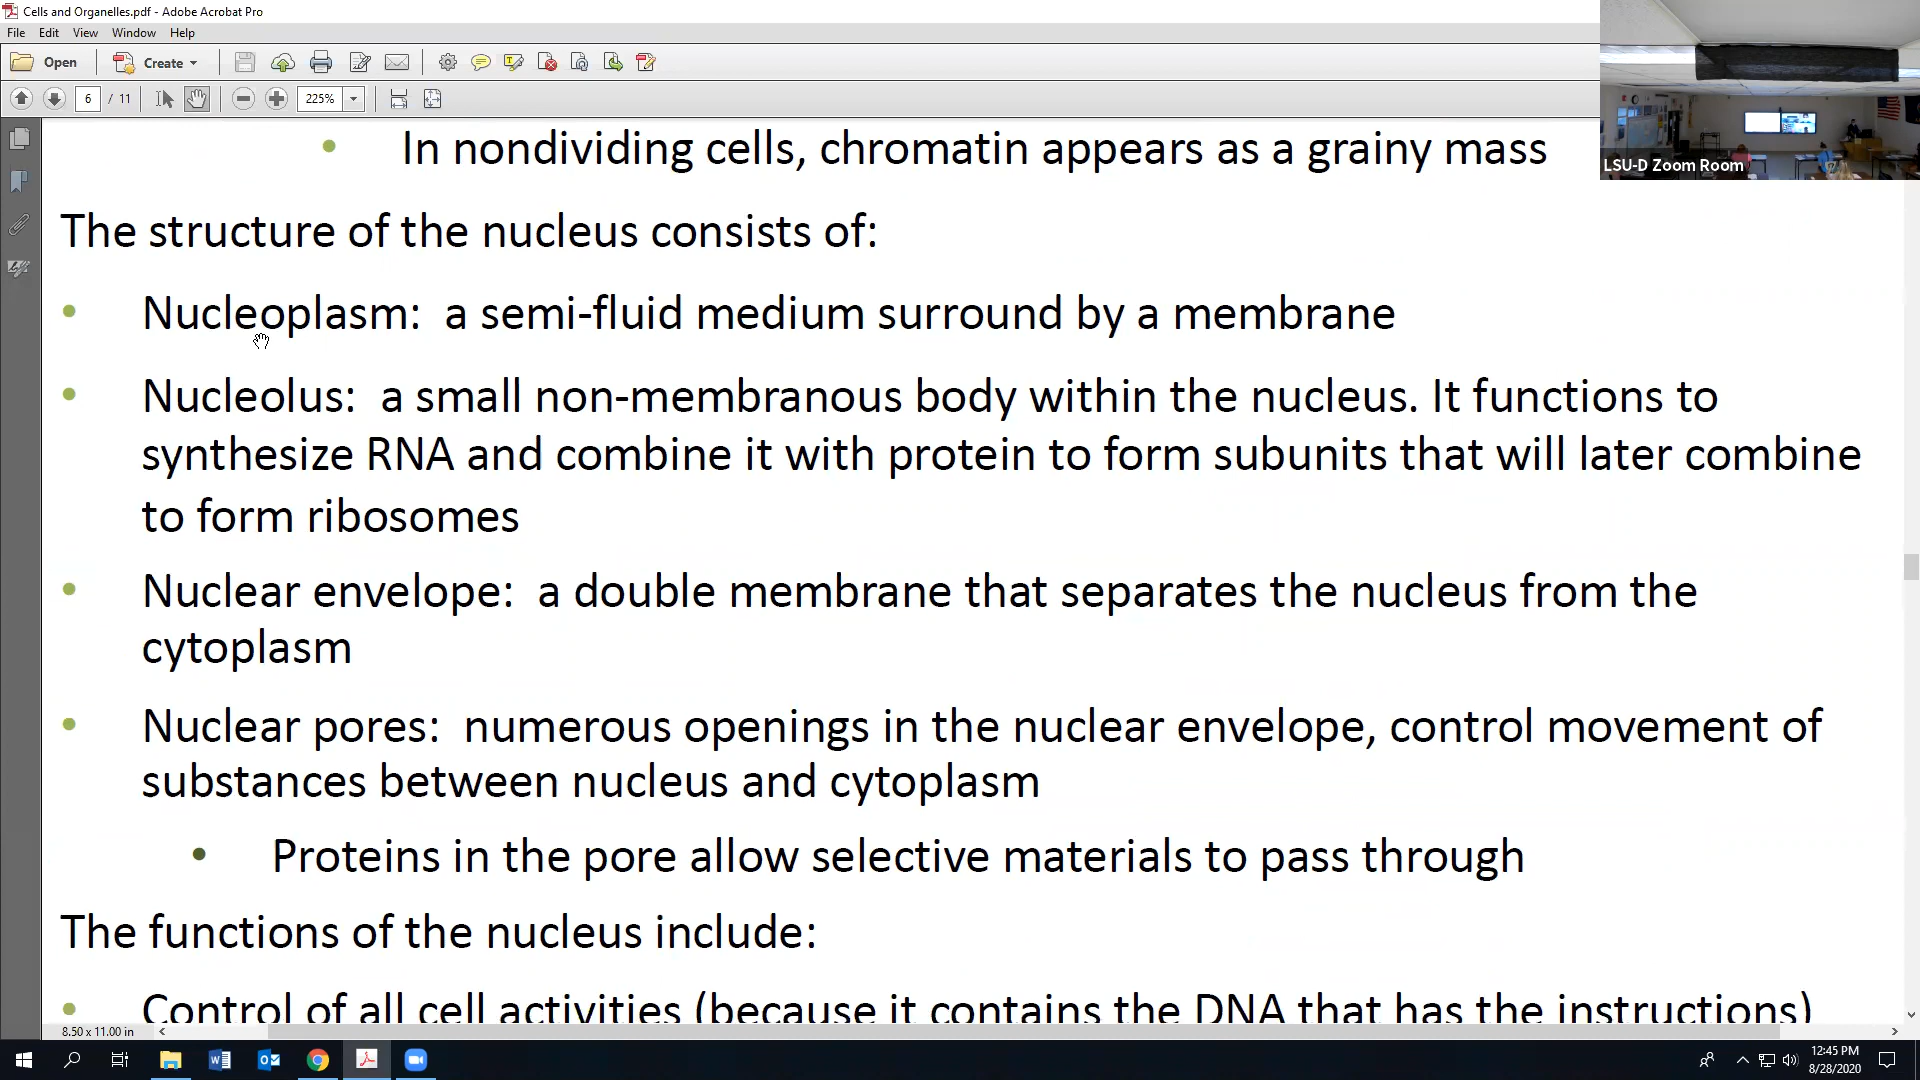 Cells and Organelles.pdf - Adobe Acrobat Pro
File Edit View Window Help
Open Create
6 / 11 225%
LSU-D Zoom Room
• In nondividing cells, chromatin appears as a grainy mass
The structure of the nucleus consists of:
• Nucleoplasm: a semi-fluid medium surround by a membrane
• Nucleolus: a small non-membranous body within the nucleus. It functions to
synthesize RNA and combine it with protein to form subunits that will later combine
to form ribosomes
• Nuclear envelope: a double membrane that separates the nucleus from the
cytoplasm
• Nuclear pores: numerous openings in the nuclear envelope, control movement of
substances between nucleus and cytoplasm
• Proteins in the pore allow selective materials to pass through
The functions of the nucleus include:
• Control of all cell activities (because it contains the DNA that has the instructions)
8.50 x 11.00 in
12:45 PM
8/28/2020